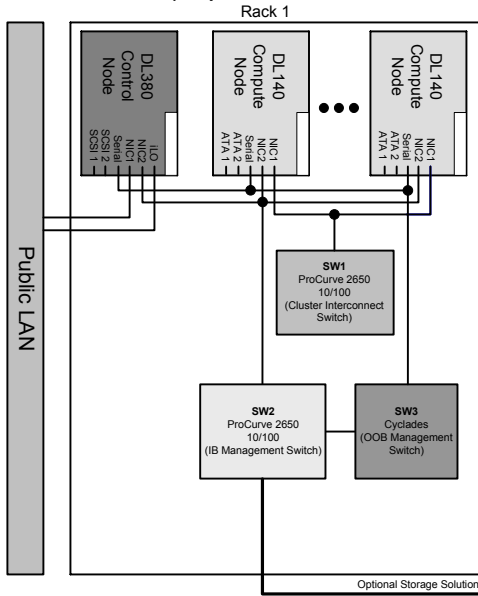 Rack 1
DL380
Control
Node
iLO
NIC2
NIC1
Serial
SCSI 2
SCSI 1
DL140
Compute
Node
NIC1
NIC2
Serial
ATA 2
ATA 1
DL140
Compute
Node
NIC1
NIC2
Serial
ATA 2
ATA 1
Public LAN
SW1
ProCurve 2650
10/100
(Cluster Interconnect
Switch)
SW2
ProCurve 2650
10/100
(IB Management Switch)
SW3
Cyclades
(OOB Management
Switch)
Optional Storage Solution